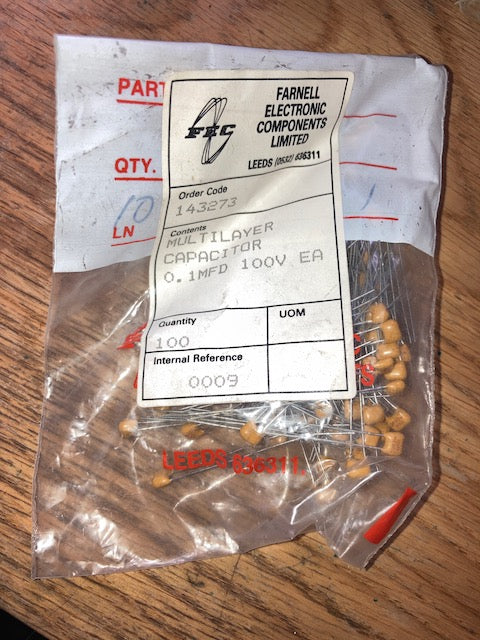 PART
QTY.
LN
FEC
FARNELL
ELECTRONIC
COMPONENTS
LIMITED
LEEDS (0532) 636311
Order Code
143273
Contents
MULTILAYER
CAPACITOR
0.1MFD 100V EA
Quantity
100
UOM
Internal Reference
0009
LEEDS 636311